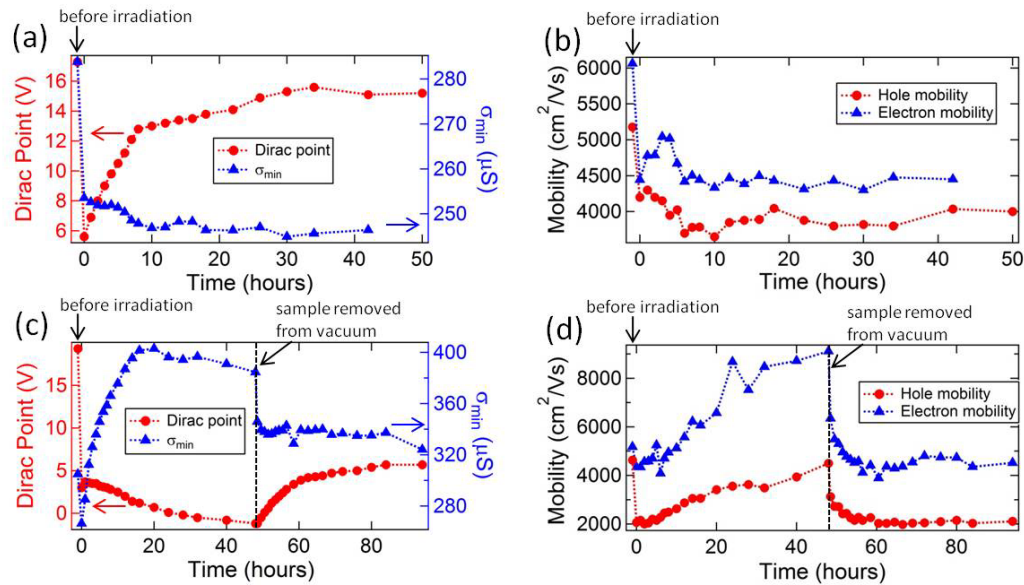 (a)
before irradiation
Dirac Point (V)
16
14
12
10
8
6
280
270
260
250
σmin (µS)
Dirac point
σmin
0 10 20 30 40 50
Time (hours)
(b)
before irradiation
Mobility (cm²/Vs)
6000
5500
5000
4500
4000
Hole mobility
Electron mobility
0 10 20 30 40 50
Time (hours)
(c)
before irradiation
sample removed
from vacuum
Dirac Point (V)
15
10
5
0
400
360
320
280
σmin (µS)
Dirac point
σmin
0 20 40 60 80
Time (hours)
(d)
before irradiation
sample removed
from vacuum
Mobility (cm²/Vs)
8000
6000
4000
2000
Hole mobility
Electron mobility
0 20 40 60 80
Time (hours)